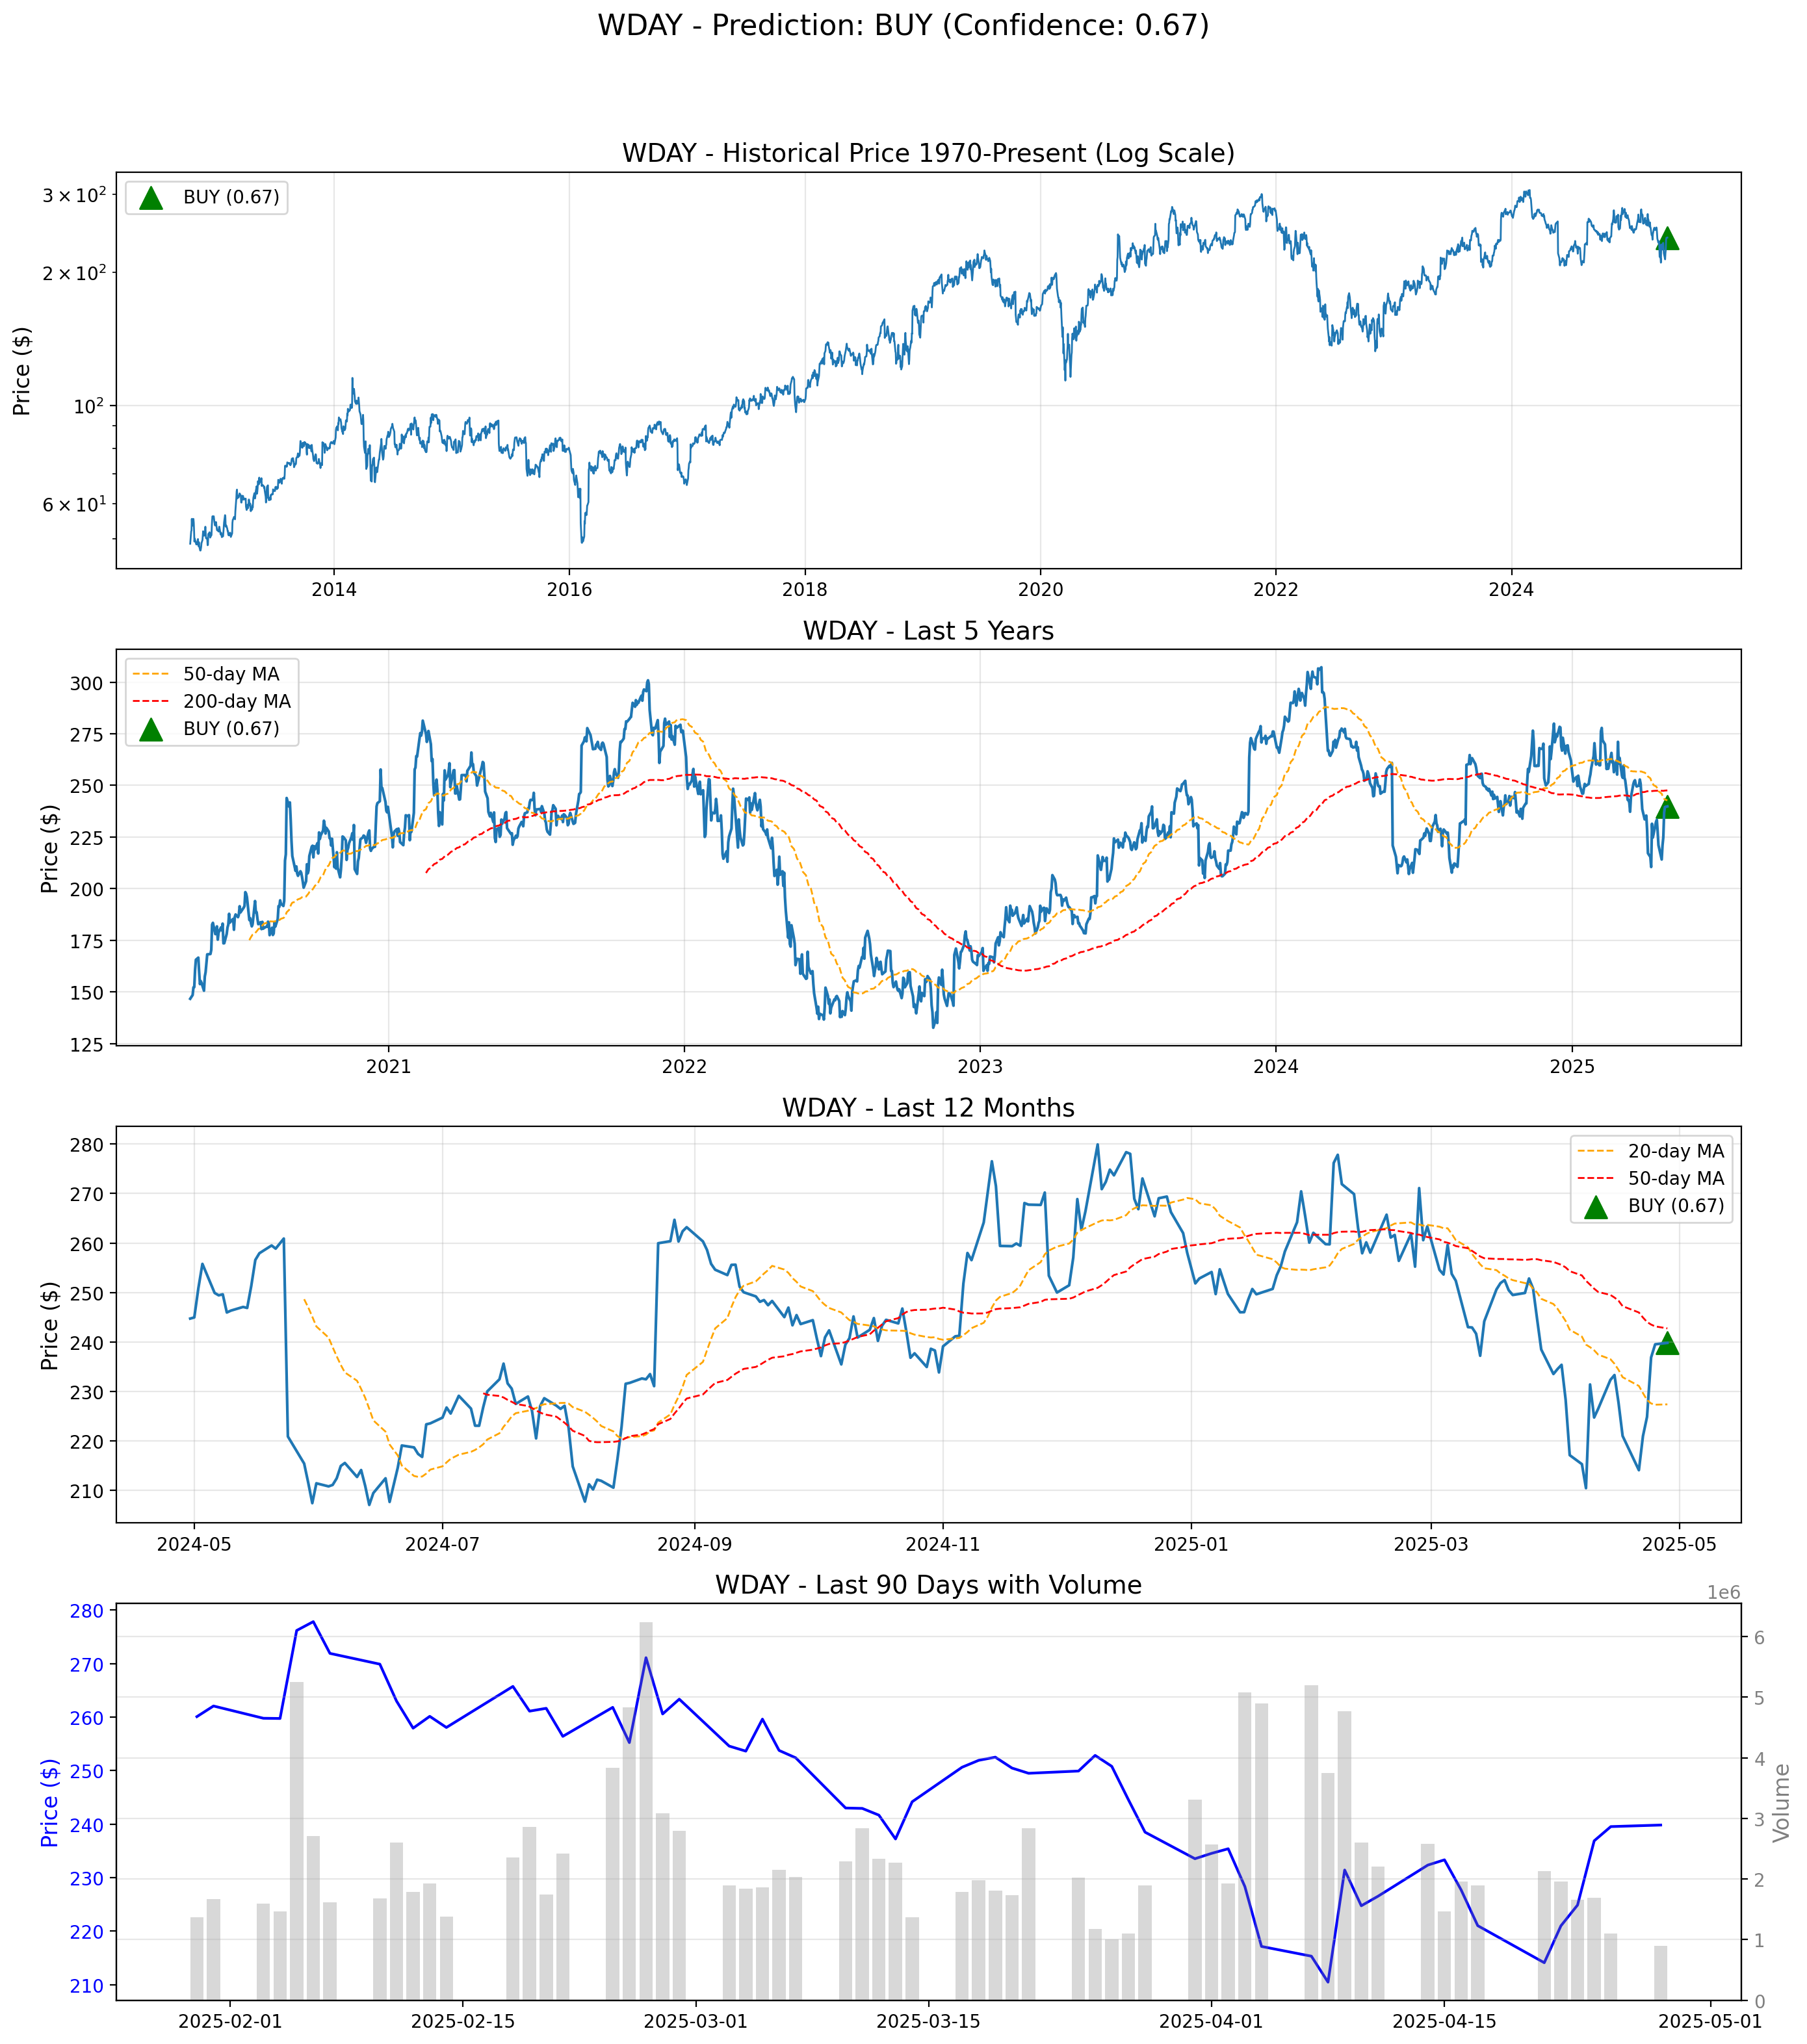 WDAY - Prediction: BUY (Confidence: 0.67)
WDAY - Historical Price 1970-Present (Log Scale)
BUY (0.67)
Price ($)
3 × 10²
2 × 10²
10²
6 × 10¹
2014 2016 2018 2020 2022 2024
WDAY - Last 5 Years
50-day MA
200-day MA
BUY (0.67)
Price ($)
300
275
250
225
200
175
150
125
2021 2022 2023 2024 2025
WDAY - Last 12 Months
20-day MA
50-day MA
BUY (0.67)
Price ($)
280
270
260
250
240
230
220
210
2024-05 2024-07 2024-09 2024-11 2025-01 2025-03 2025-05
WDAY - Last 90 Days with Volume
1e6
Price ($)
280
270
260
250
240
230
220
210
Volume
6
5
4
3
2
1
0
2025-02-01 2025-02-15 2025-03-01 2025-03-15 2025-04-01 2025-04-15 2025-05-01